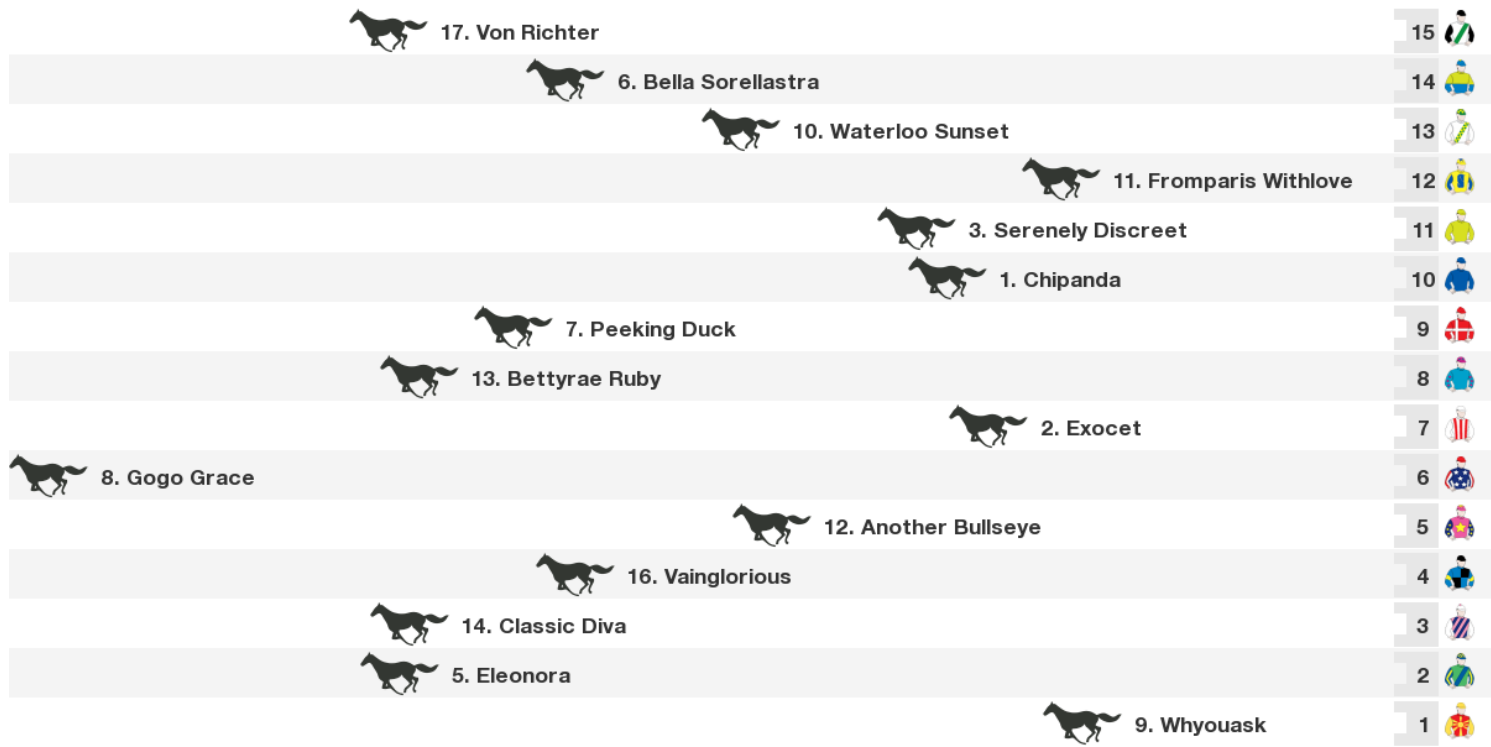 17. Von Richter 15
6. Bella Sorellastra 14
10. Waterloo Sunset 13
11. Fromparis Withlove 12
3. Serenely Discreet 11
1. Chipanda 10
7. Peeking Duck 9
13. Bettyrae Ruby 8
2. Exocet 7
8. Gogo Grace 6
12. Another Bullseye 5
16. Vainglorious 4
14. Classic Diva 3
5. Eleonora 2
9. Whyouask 1